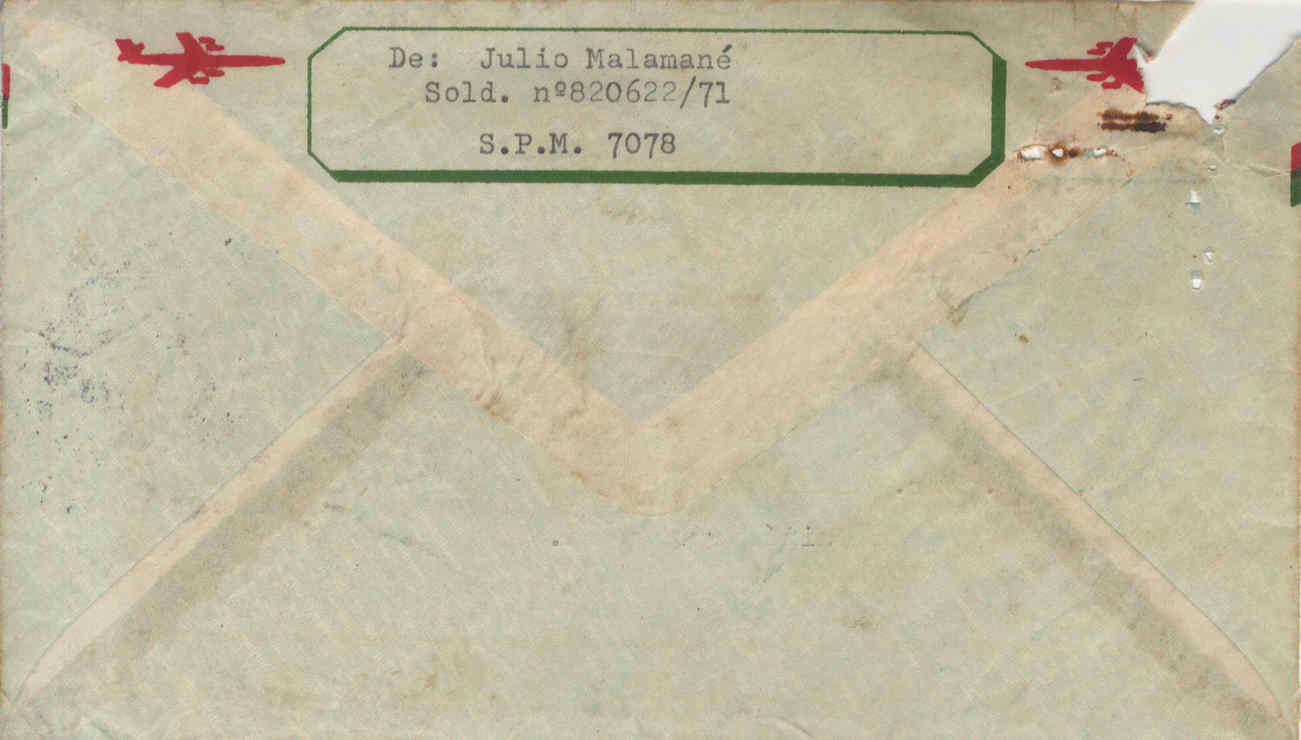 De: Julio Malamané
Sold. nº820622/71
S.P.M. 7078